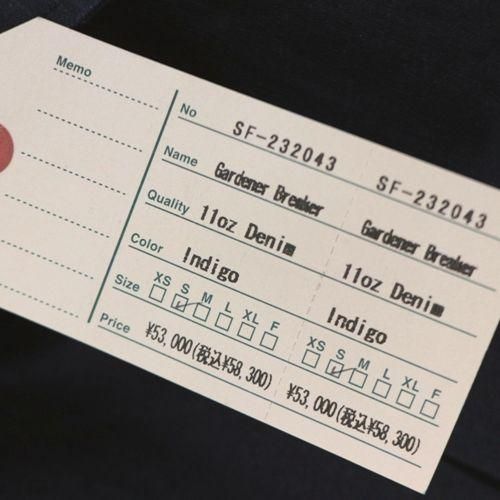 Memo
No SF-232043 SF-232043
Name Gardener Breaker Gardener Breaker
Quality 11oz Denim 11oz Denim
Color Indigo Indigo
Size XS S M L XL F XS S M L XL F
Price ¥53,000(税込¥58,300) ¥53,000(税込¥58,300)